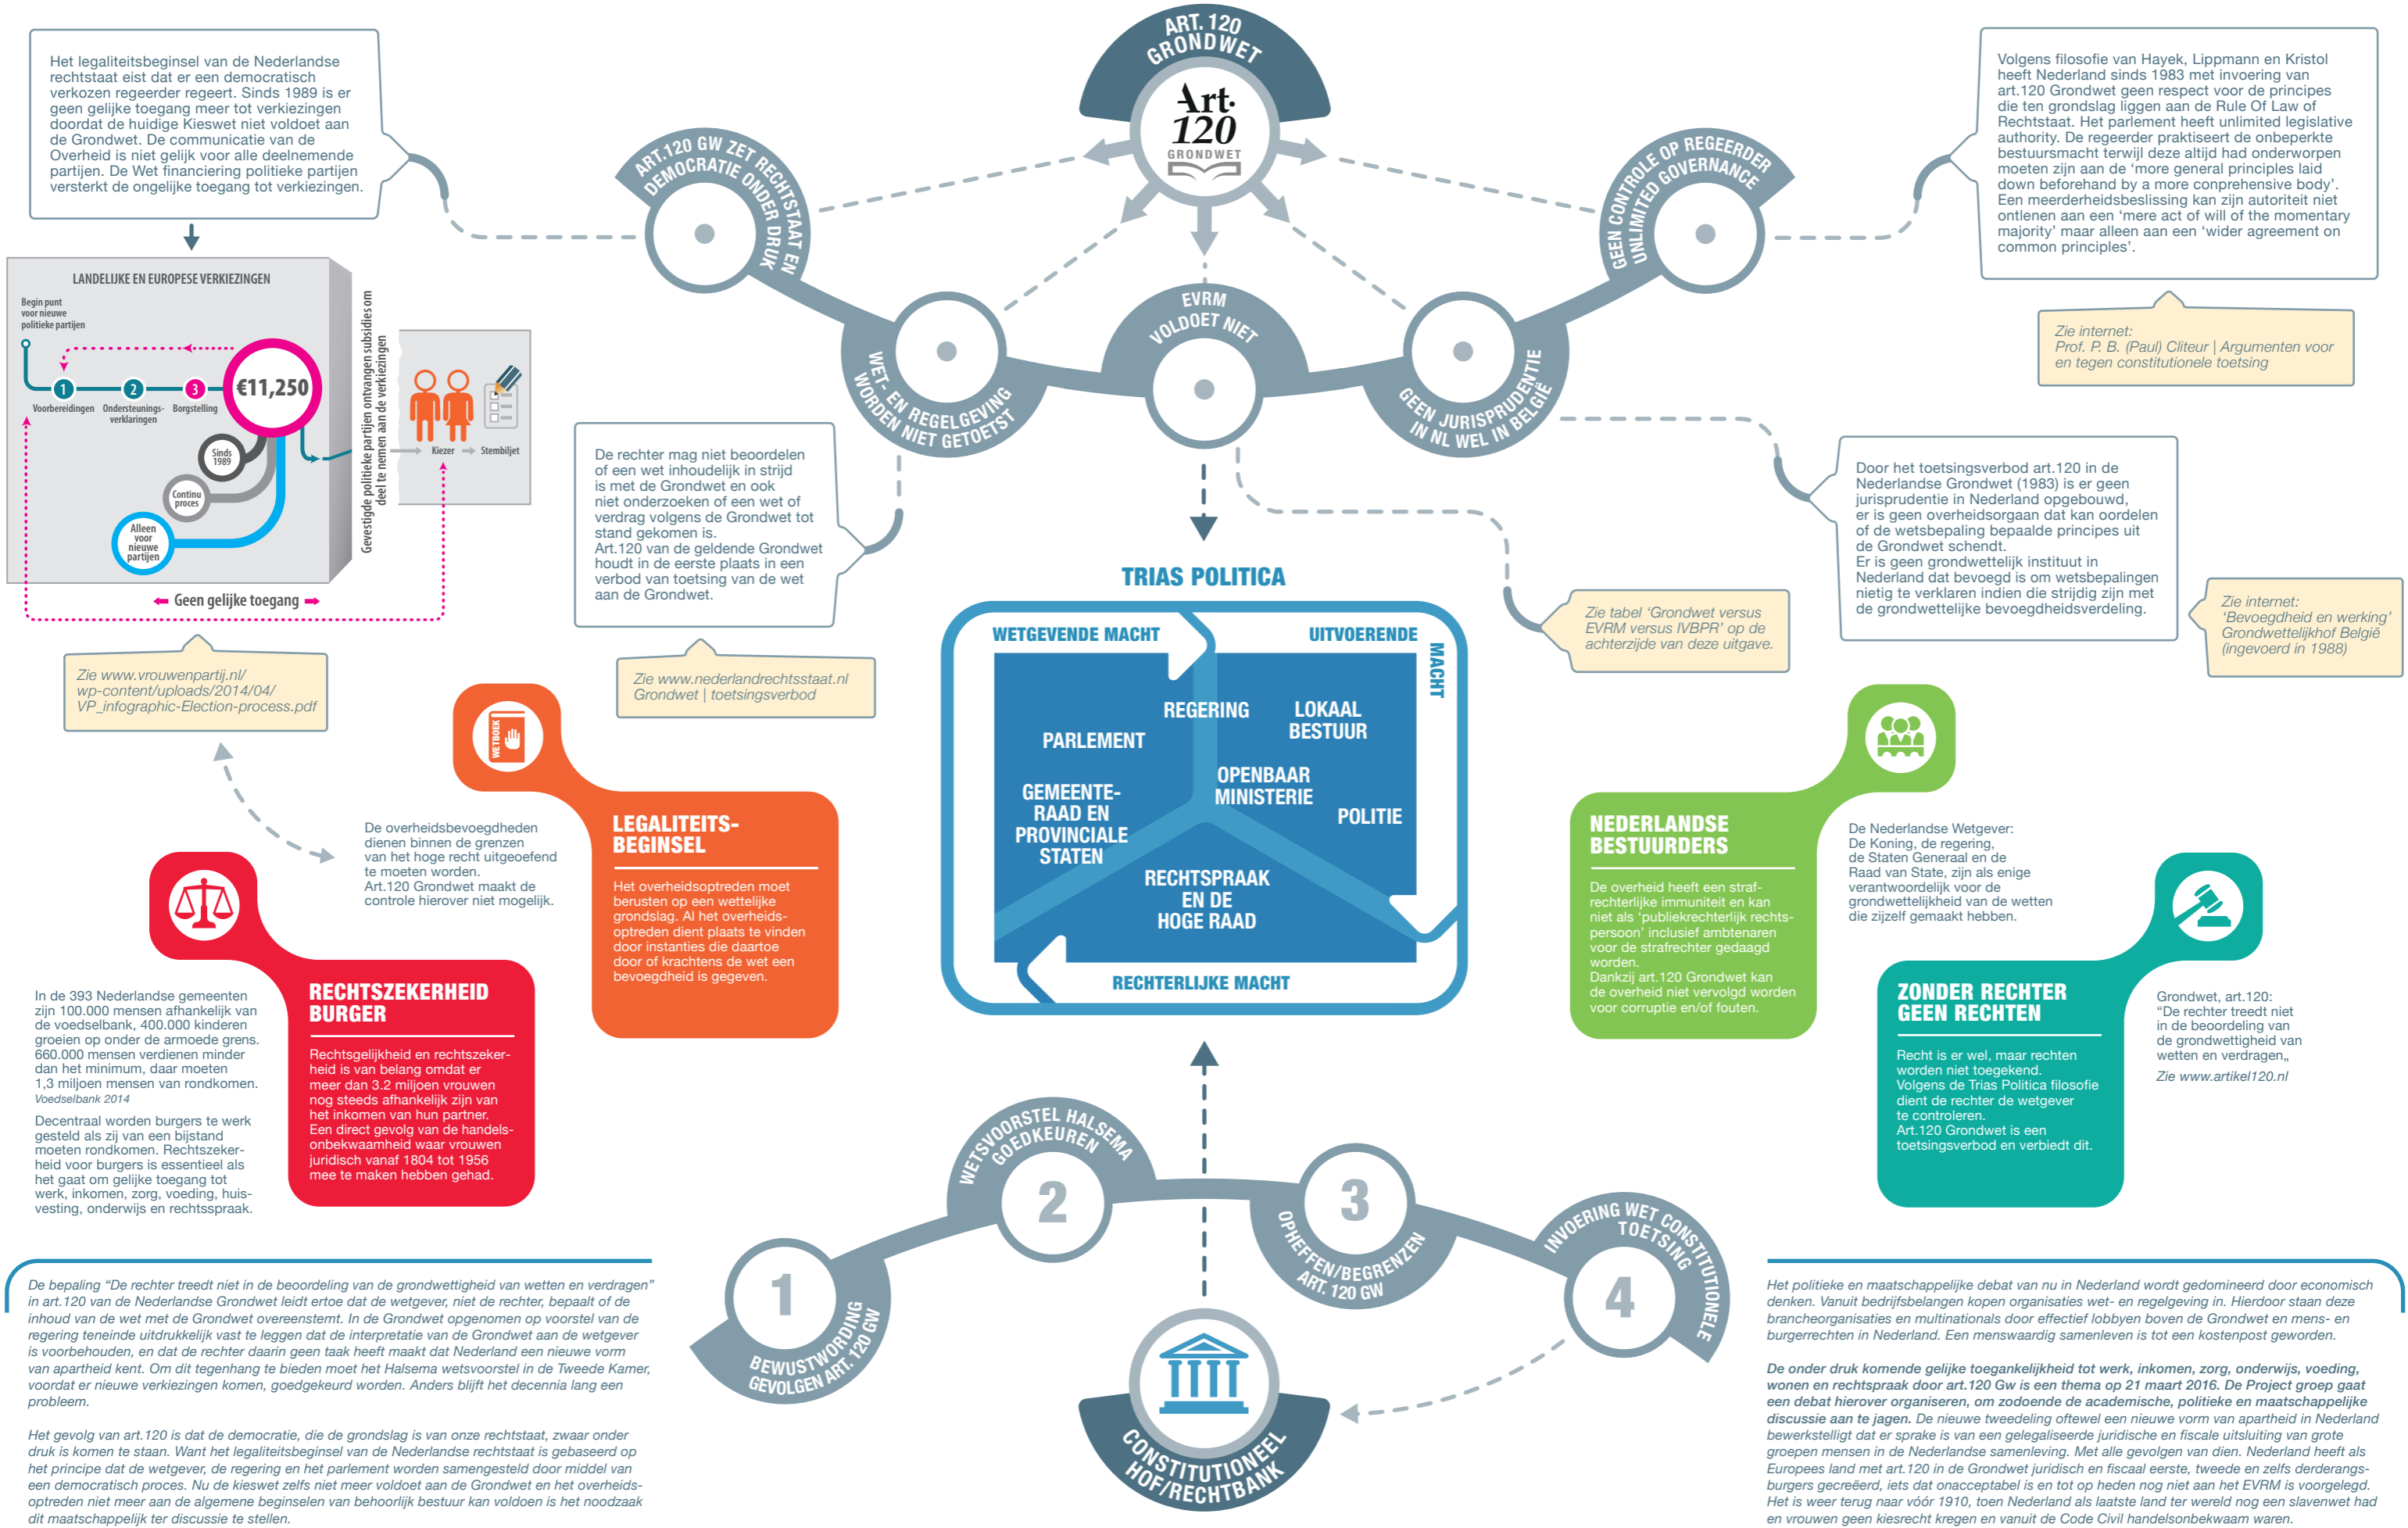 ART. 120
GRONDWET
Art.
120
GRONDWET
Het legaliteitsbeginsel van de Nederlandse
rechtstaat eist dat er een democratisch
verkozen regeerder regeert. Sinds 1989 is er
geen gelijke toegang meer tot verkiezingen
doordat de huidige Kieswet niet voldoet aan
de Grondwet. De communicatie van de
Overheid is niet gelijk voor alle deelnemende
partijen. De Wet financiering politieke partijen
versterkt de ongelijke toegang tot verkiezingen.
ART.120 GW ZET RECHTSTAAT EN
DEMOCRATIE ONDER DRUK
GEEN CONTROLE OP REGEERDER
UNLIMITED GOVERNANCE
Volgens filosofie van Hayek, Lippmann en Kristol
heeft Nederland sinds 1983 met invoering van
art.120 Grondwet geen respect voor de principes
die ten grondslag liggen aan de Rule Of Law of
Rechtstaat. Het parlement heeft unlimited legislative
authority. De regeerder praktiseert de onbeperkte
bestuursmacht terwijl deze altijd had onderworpen
moeten zijn aan de ‘more general principles laid
down beforehand by a more conprehensive body’.
Een meerderheidsbeslissing kan zijn autoriteit niet
ontlenen aan een ‘mere act of will of the momentary
majority’ maar alleen aan een ‘wider agreement on
common principles’.
Zie internet:
Prof. P. B. (Paul) Cliteur | Argumenten voor
en tegen constitutionele toetsing
LANDELIJKE EN EUROPESE VERKIEZINGEN
Begin punt
voor nieuwe
politieke partijen
1
2
3
€11,250
Voorbereidingen
Ondersteunings-
verklaringen
Borgstelling
Sinds
1989
Continu
proces
Alleen
voor
nieuwe
partijen
Gevestigde politieke partijen ontvangen subsidies om
deel te nemen aan de verkiezingen
Kiezer
Stembiljet
Geen gelijke toegang
Zie www.vrouwenpartij.nl/
wp-content/uploads/2014/04/
VP_infographic-Election-process.pdf
WET- EN REGELGEVING
WORDEN NIET GETOETST
EVRM
VOLDOET NIET
GEEN JURISPRUDENTIE
IN NL WEL IN BELGIË
De rechter mag niet beoordelen
of een wet inhoudelijk in strijd
is met de Grondwet en ook
niet onderzoeken of een wet of
verdrag volgens de Grondwet tot
stand gekomen is.
Art.120 van de geldende Grondwet
houdt in de eerste plaats in een
verbod van toetsing van de wet
aan de Grondwet.
Zie www.nederlandrechtsstaat.nl
Grondwet | toetsingsverbod
Door het toetsingsverbod art.120 in de
Nederlandse Grondwet (1983) is er geen
jurisprudentie in Nederland opgebouwd,
er is geen overheidsorgaan dat kan oordelen
of de wetsbepaling bepaalde principes uit
de Grondwet schendt.
Er is geen grondwettelijk instituut in
Nederland dat bevoegd is om wetsbepalingen
nietig te verklaren indien die strijdig zijn met
de grondwettelijke bevoegdheidsverdeling.
Zie internet:
‘Bevoegdheid en werking’
Grondwettelijkhof België
(ingevoerd in 1988)
Zie tabel ‘Grondwet versus
EVRM versus IVBPR’ op de
achterzijde van deze uitgave.
TRIAS POLITICA
WETGEVENDE MACHT
UITVOERENDE
MACHT
REGERING
LOKAAL
BESTUUR
PARLEMENT
OPENBAAR
MINISTERIE
GEMEENTE-
RAAD EN
PROVINCIALE
STATEN
POLITIE
RECHTSPRAAK
EN DE
HOGE RAAD
RECHTERLIJKE MACHT
WETBOEK
LEGALITEITS-
BEGINSEL
Het overheidsoptreden moet
berusten op een wettelijke
grondslag. Al het overheids-
optreden dient plaats te vinden
door instanties die daartoe
door of krachtens de wet een
bevoegdheid is gegeven.
De overheidsbevoegdheden
dienen binnen de grenzen
van het hoge recht uitgeoefend
te moeten worden.
Art.120 Grondwet maakt de
controle hierover niet mogelijk.
RECHTSZEKERHEID
BURGER
Rechtsgelijkheid en rechtszeker-
heid is van belang omdat er
meer dan 3.2 miljoen vrouwen
nog steeds afhankelijk zijn van
het inkomen van hun partner.
Een direct gevolg van de handels-
onbekwaamheid waar vrouwen
juridisch vanaf 1804 tot 1956
mee te maken hebben gehad.
In de 393 Nederlandse gemeenten
zijn 100.000 mensen afhankelijk van
de voedselbank, 400.000 kinderen
groeien op onder de armoede grens.
660.000 mensen verdienen minder
dan het minimum, daar moeten
1,3 miljoen mensen van rondkomen.
Voedselbank 2014
Decentraal worden burgers te werk
gesteld als zij van een bijstand
moeten rondkomen. Rechtszeker-
heid voor burgers is essentieel als
het gaat om gelijke toegang tot
werk, inkomen, zorg, voeding, huis-
vesting, onderwijs en rechtsspraak.
NEDERLANDSE
BESTUURDERS
De overheid heeft een straf-
rechterlijke immuniteit en kan
niet als ‘publiekrechterlijk rechts-
persoon’ inclusief ambtenaren
voor de strafrechter gedaagd
worden.
Dankzij art.120 Grondwet kan
de overheid niet vervolgd worden
voor corruptie en/of fouten.
De Nederlandse Wetgever:
De Koning, de regering,
de Staten Generaal en de
Raad van State, zijn als enige
verantwoordelijk voor de
grondwettelijkheid van de wetten
die zijzelf gemaakt hebben.
ZONDER RECHTER
GEEN RECHTEN
Recht is er wel, maar rechten
worden niet toegekend.
Volgens de Trias Politica filosofie
dient de rechter de wetgever
te controleren.
Art.120 Grondwet is een
toetsingsverbod en verbiedt dit.
Grondwet, art.120:
“De rechter treedt niet
in de beoordeling van
de grondwettigheid van
wetten en verdragen„
Zie www.artikel120.nl
1
BEWUSTWORDING
GEVOLGEN ART. 120 GW
WETSVOORSTEL HALSEMA
GOEDKEUREN
2
3
OPHEFFEN/BEGRENZEN
ART. 120 GW
INVOERING WET CONSTITUTIONELE
TOETSING
4
CONSTITUTIONEEL
HOF/RECHTBANK
De bepaling “De rechter treedt niet in de beoordeling van de grondwettigheid van wetten en verdragen”
in art.120 van de Nederlandse Grondwet leidt ertoe dat de wetgever, niet de rechter, bepaalt of de
inhoud van de wet met de Grondwet overeenstemt. In de Grondwet opgenomen op voorstel van de
regering teneinde uitdrukkelijk vast te leggen dat de interpretatie van de Grondwet aan de wetgever
is voorbehouden, en dat de rechter daarin geen taak heeft maakt dat Nederland een nieuwe vorm
van apartheid kent. Om dit tegenhang te bieden moet het Halsema wetsvoorstel in de Tweede Kamer,
voordat er nieuwe verkiezingen komen, goedgekeurd worden. Anders blijft het decennia lang een
probleem.
Het gevolg van art.120 is dat de democratie, die de grondslag is van onze rechtstaat, zwaar onder
druk is komen te staan. Want het legaliteitsbeginsel van de Nederlandse rechtstaat is gebaseerd op
het principe dat de wetgever, de regering en het parlement worden samengesteld door middel van
een democratisch proces. Nu de kieswet zelfs niet meer voldoet aan de Grondwet en het overheids-
optreden niet meer aan de algemene beginselen van behoorlijk bestuur kan voldoen is het noodzaak
dit maatschappelijk ter discussie te stellen.
Het politieke en maatschappelijke debat van nu in Nederland wordt gedomineerd door economisch
denken. Vanuit bedrijfsbelangen kopen organisaties wet- en regelgeving in. Hierdoor staan deze
brancheorganisaties en multinationals door effectief lobbyen boven de Grondwet en mens- en
burgerrechten in Nederland. Een menswaardig samenleven is tot een kostenpost geworden.
De onder druk komende gelijke toegankelijkheid tot werk, inkomen, zorg, onderwijs, voeding,
wonen en rechtspraak door art.120 Gw is een thema op 21 maart 2016. De Project groep gaat
een debat hierover organiseren, om zodoende de academische, politieke en maatschappelijke
discussie aan te jagen. De nieuwe tweedeling oftewel een nieuwe vorm van apartheid in Nederland
bewerkstelligt dat er sprake is van een gelegaliseerde juridische en fiscale uitsluiting van grote
groepen mensen in de Nederlandse samenleving. Met alle gevolgen van dien. Nederland heeft als
Europees land met art.120 in de Grondwet juridisch en fiscaal eerste, tweede en zelfs derderangs-
burgers gecreëerd, iets dat onacceptabel is en tot op heden nog niet aan het EVRM is voorgelegd.
Het is weer terug naar vóór 1910, toen Nederland als laatste land ter wereld nog een slavenwet had
en vrouwen geen kiesrecht kregen en vanuit de Code Civil handelsonbekwaam waren.